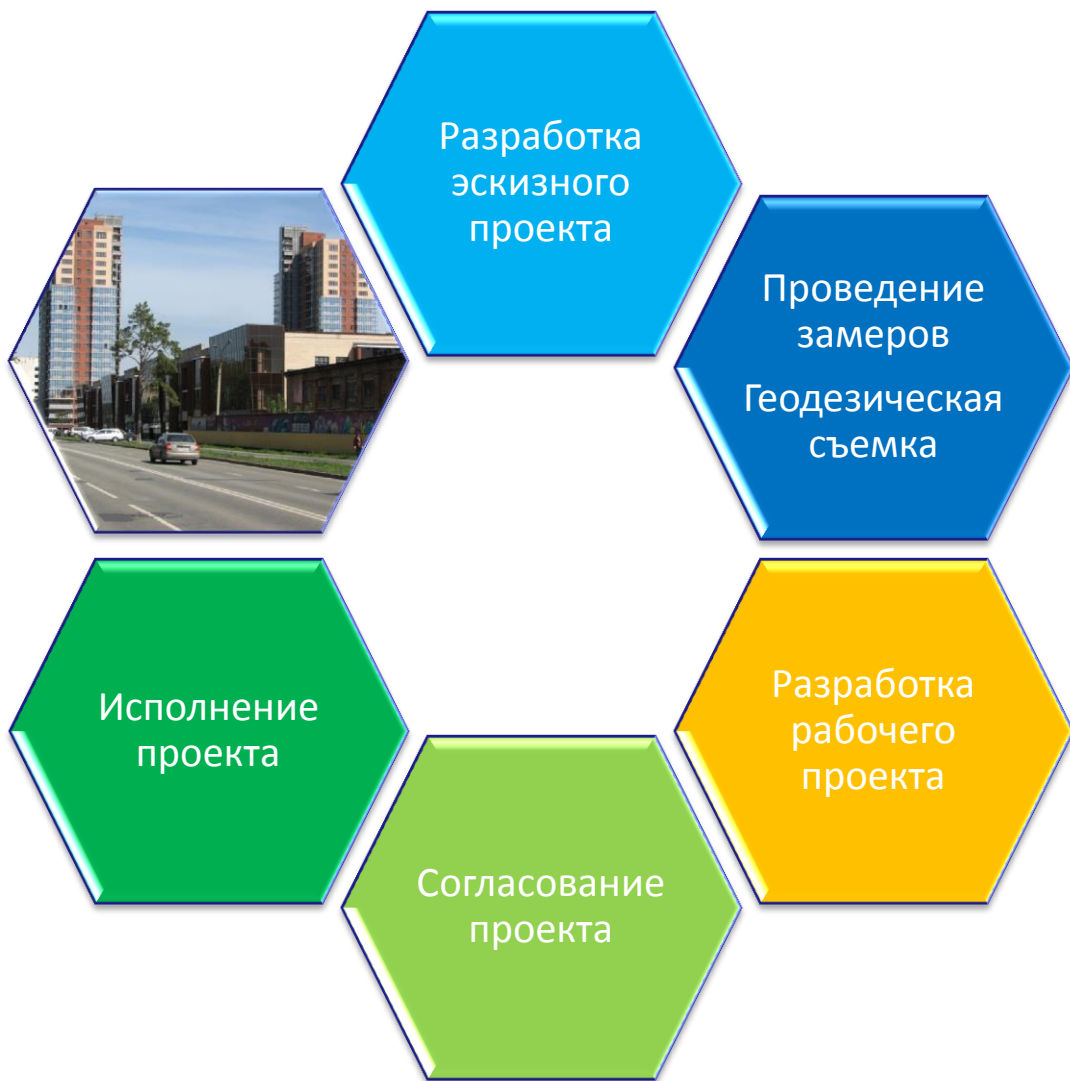 Разработка
эскизного
проекта
Проведение
замеров
Геодезическая
съемка
Разработка
рабочего
проекта
Согласование
проекта
Исполнение
проекта